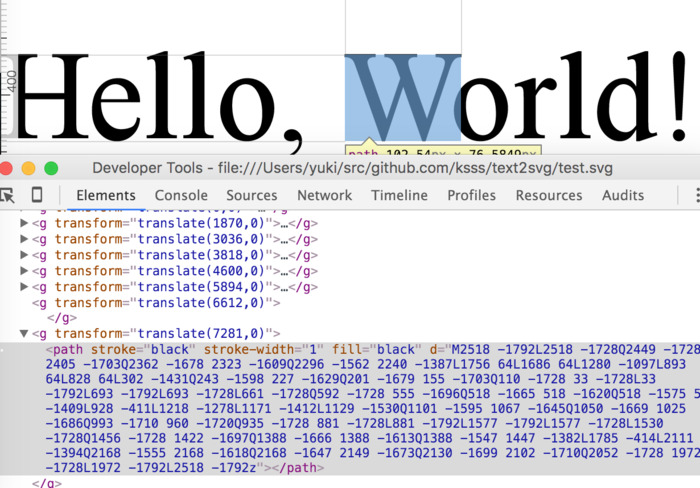 400
Hello, World!
path 102.54px × 76.5849px
Developer Tools - file:///Users/yuki/src/github.com/ksss/text2svg/test.svg
Elements Console Sources Network Timeline Profiles Resources Audits
▶<g transform="translate(1870,0)">…</g>
▶<g transform="translate(3036,0)">…</g>
▶<g transform="translate(3818,0)">…</g>
▶<g transform="translate(4600,0)">…</g>
▶<g transform="translate(5894,0)">…</g>
<g transform="translate(6612,0)">
</g>
▼<g transform="translate(7281,0)">
<path stroke="black" stroke-width="1" fill="black" d="M2518 -1792L2518 -1728Q2449 -1728
2405 -1703Q2362 -1678 2323 -1609Q2296 -1562 2240 -1387L1756 64L1686 64L1280 -1097L893
64L828 64L302 -1431Q243 -1598 227 -1629Q201 -1679 155 -1703Q110 -1728 33 -1728L33
-1792L693 -1792L693 -1728L661 -1728Q592 -1728 555 -1696Q518 -1665 518 -1620Q518 -1575 5
-1409L928 -411L1218 -1278L1171 -1412L1129 -1530Q1101 -1595 1067 -1645Q1050 -1669 1025
-1686Q993 -1710 960 -1720Q935 -1728 881 -1728L881 -1792L1577 -1792L1577 -1728L1530
-1728Q1456 -1728 1422 -1697Q1388 -1666 1388 -1613Q1388 -1547 1447 -1382L1785 -414L2111
-1394Q2168 -1555 2168 -1618Q2168 -1647 2149 -1673Q2130 -1699 2102 -1710Q2052 -1728 1972
-1728L1972 -1792L2518 -1792z"></path>
</g>